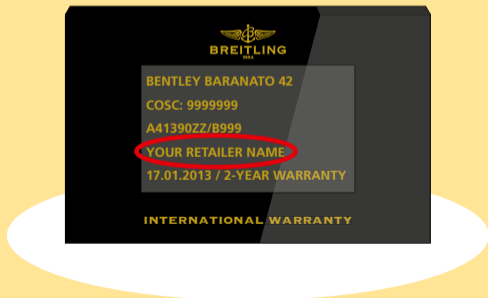 BREITLING
1884
BENTLEY BARANATO 42
COSC: 9999999
A41390ZZ/B999
YOUR RETAILER NAME
17.01.2013 / 2-YEAR WARRANTY
INTERNATIONAL WARRANTY